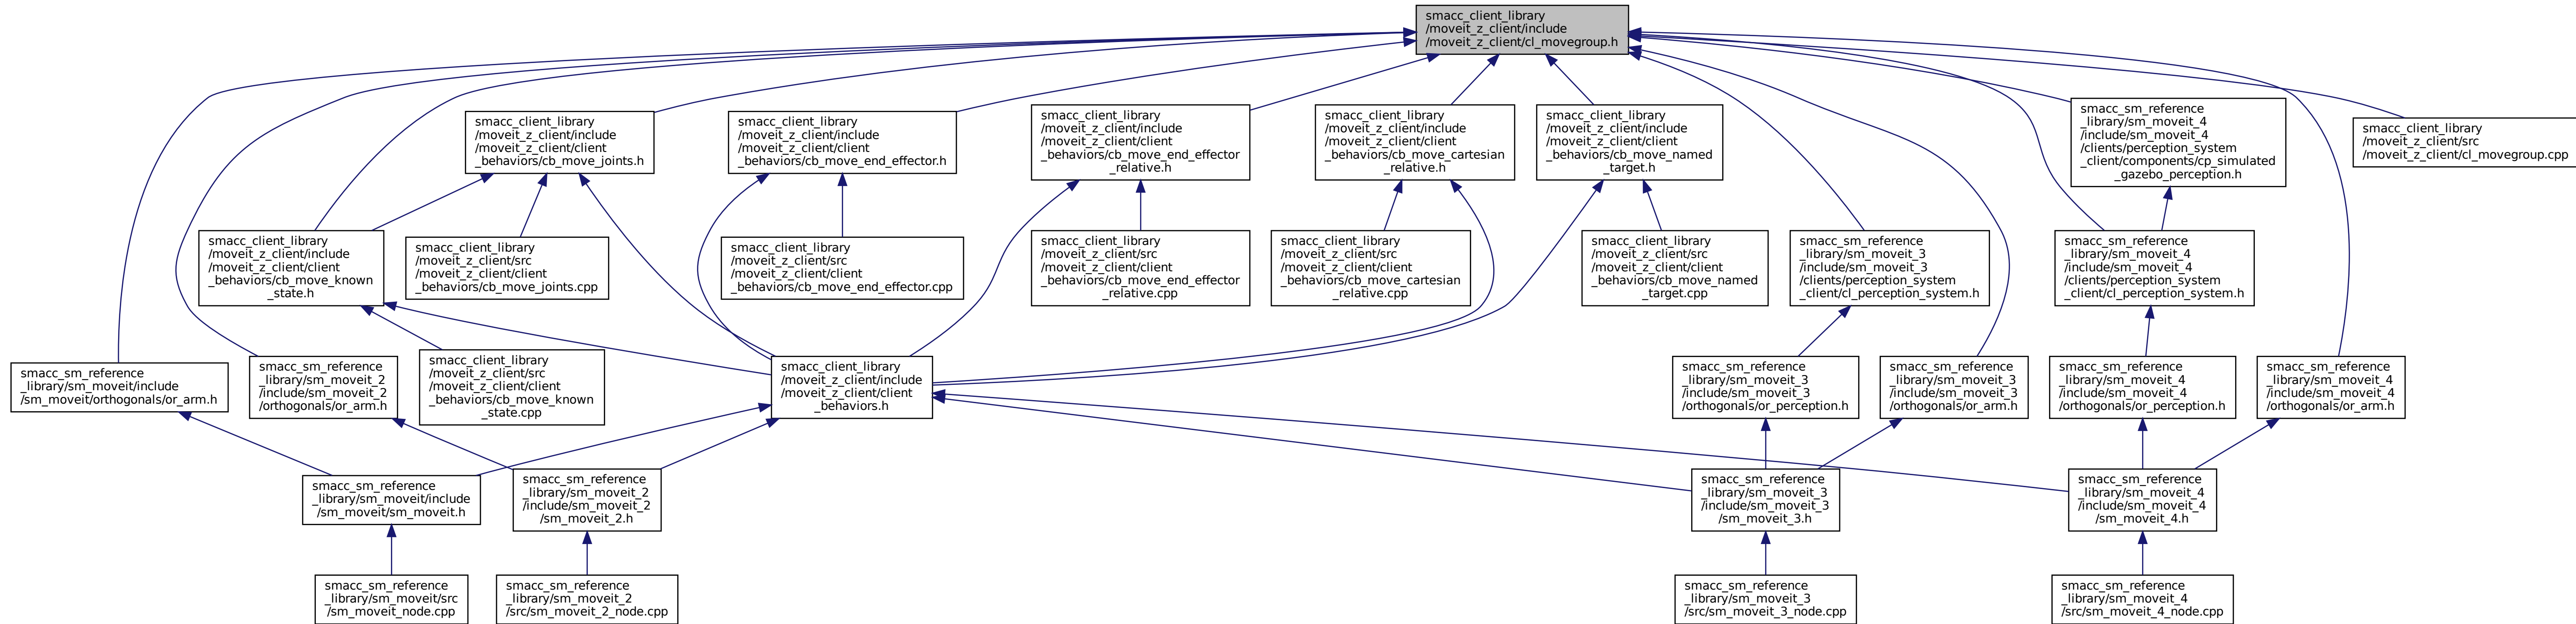 smacc_client_library
/moveit_z_client/include
/moveit_z_client/cl_movegroup.h
smacc_client_library
/moveit_z_client/include
/moveit_z_client/client
_behaviors/cb_move_joints.h
smacc_client_library
/moveit_z_client/include
/moveit_z_client/client
_behaviors/cb_move_end_effector.h
smacc_client_library
/moveit_z_client/include
/moveit_z_client/client
_behaviors/cb_move_end_effector
_relative.h
smacc_client_library
/moveit_z_client/include
/moveit_z_client/client
_behaviors/cb_move_cartesian
_relative.h
smacc_client_library
/moveit_z_client/include
/moveit_z_client/client
_behaviors/cb_move_named
_target.h
smacc_sm_reference
_library/sm_moveit_4
/include/sm_moveit_4
/clients/perception_system
_client/components/cp_simulated
_gazebo_perception.h
smacc_client_library
/moveit_z_client/src
/moveit_z_client/cl_movegroup.cpp
smacc_client_library
/moveit_z_client/include
/moveit_z_client/client
_behaviors/cb_move_known
_state.h
smacc_client_library
/moveit_z_client/src
/moveit_z_client/client
_behaviors/cb_move_joints.cpp
smacc_client_library
/moveit_z_client/src
/moveit_z_client/client
_behaviors/cb_move_end_effector.cpp
smacc_client_library
/moveit_z_client/src
/moveit_z_client/client
_behaviors/cb_move_end_effector
_relative.cpp
smacc_client_library
/moveit_z_client/src
/moveit_z_client/client
_behaviors/cb_move_cartesian
_relative.cpp
smacc_client_library
/moveit_z_client/src
/moveit_z_client/client
_behaviors/cb_move_named
_target.cpp
smacc_sm_reference
_library/sm_moveit_3
/include/sm_moveit_3
/clients/perception_system
_client/cl_perception_system.h
smacc_sm_reference
_library/sm_moveit_4
/include/sm_moveit_4
/clients/perception_system
_client/cl_perception_system.h
smacc_sm_reference
_library/sm_moveit/include
/sm_moveit/orthogonals/or_arm.h
smacc_sm_reference
_library/sm_moveit_2
/include/sm_moveit_2
/orthogonals/or_arm.h
smacc_client_library
/moveit_z_client/src
/moveit_z_client/client
_behaviors/cb_move_known
_state.cpp
smacc_client_library
/moveit_z_client/include
/moveit_z_client/client
_behaviors.h
smacc_sm_reference
_library/sm_moveit_3
/include/sm_moveit_3
/orthogonals/or_perception.h
smacc_sm_reference
_library/sm_moveit_3
/include/sm_moveit_3
/orthogonals/or_arm.h
smacc_sm_reference
_library/sm_moveit_4
/include/sm_moveit_4
/orthogonals/or_perception.h
smacc_sm_reference
_library/sm_moveit_4
/include/sm_moveit_4
/orthogonals/or_arm.h
smacc_sm_reference
_library/sm_moveit/include
/sm_moveit/sm_moveit.h
smacc_sm_reference
_library/sm_moveit_2
/include/sm_moveit_2
/sm_moveit_2.h
smacc_sm_reference
_library/sm_moveit_3
/include/sm_moveit_3
/sm_moveit_3.h
smacc_sm_reference
_library/sm_moveit_4
/include/sm_moveit_4
/sm_moveit_4.h
smacc_sm_reference
_library/sm_moveit/src
/sm_moveit_node.cpp
smacc_sm_reference
_library/sm_moveit_2
/src/sm_moveit_2_node.cpp
smacc_sm_reference
_library/sm_moveit_3
/src/sm_moveit_3_node.cpp
smacc_sm_reference
_library/sm_moveit_4
/src/sm_moveit_4_node.cpp